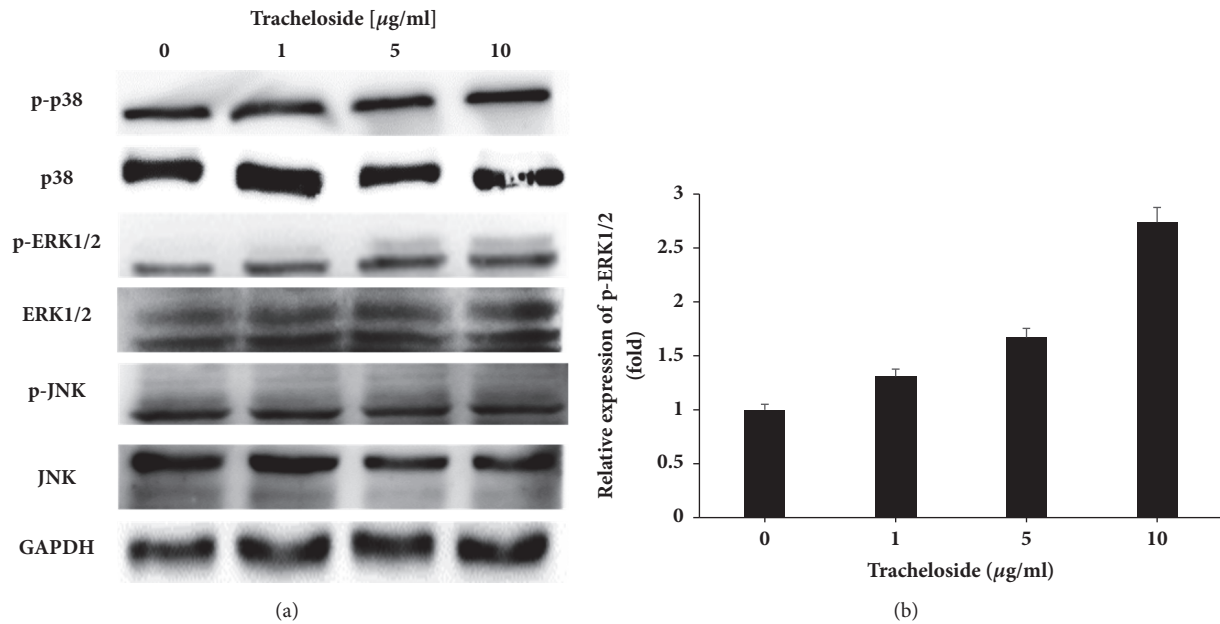 Tracheloside [µg/ml]
0 1 5 10
p-p38
p38
p-ERK1/2
ERK1/2
p-JNK
JNK
GAPDH
(a)
Relative expression of p-ERK1/2
(fold)
3
2.5
2
1.5
1
0.5
0
0 1 5 10
Tracheloside (µg/ml)
(b)